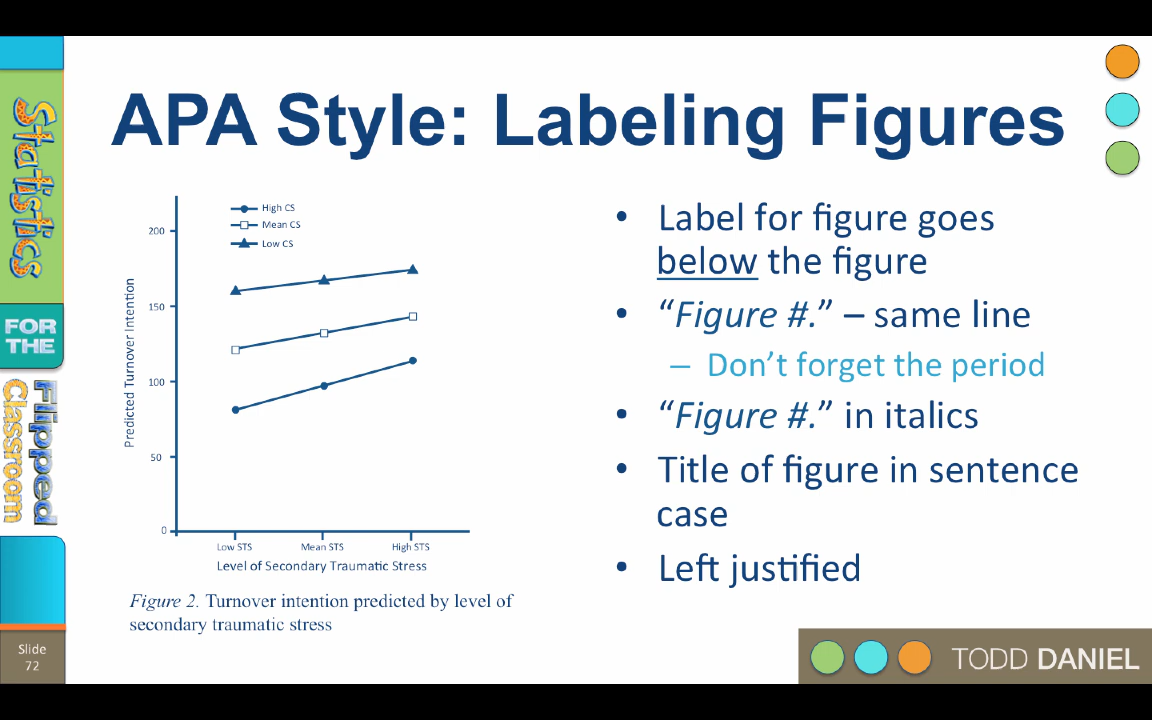 APA Style: Labeling Figures
Statistics
FOR
THE
Flipped
Classroom
Slide
72
200
150
100
50
0
Predicted Turnover Intention
High CS
Mean CS
Low CS
Low STS Mean STS High STS
Level of Secondary Traumatic Stress
Figure 2. Turnover intention predicted by level of
secondary traumatic stress
• Label for figure goes
below the figure
• “Figure #.” – same line
– Don’t forget the period
• “Figure #.” in italics
• Title of figure in sentence
case
• Left justified
TODD DANIEL